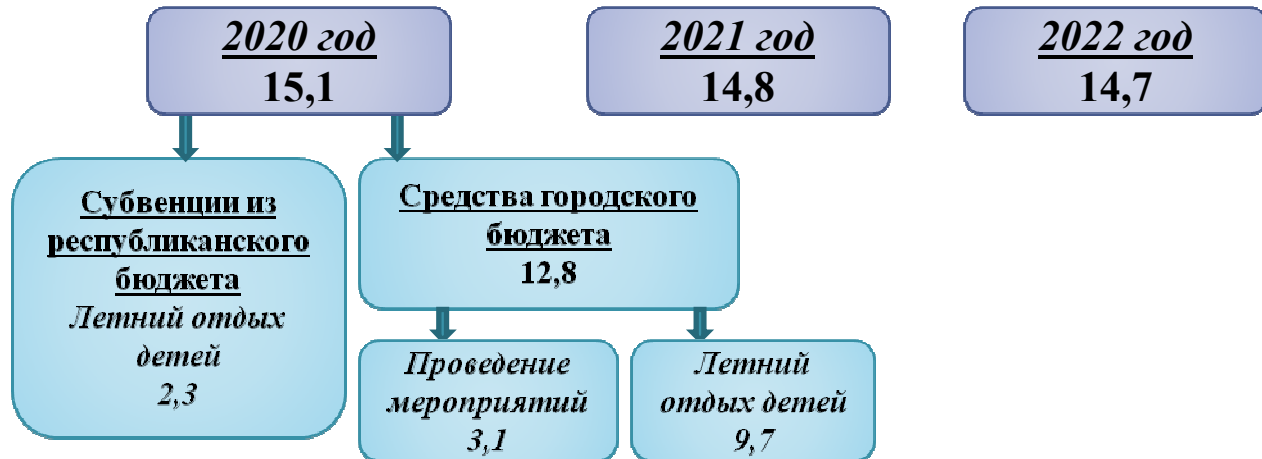 2020 год
15,1
2021 год
14,8
2022 год
14,7
Субвенции из
республиканского
бюджета
Летний отдых
детей
2,3
Средства городского
бюджета
12,8
Проведение
мероприятий
3,1
Летний
отдых детей
9,7